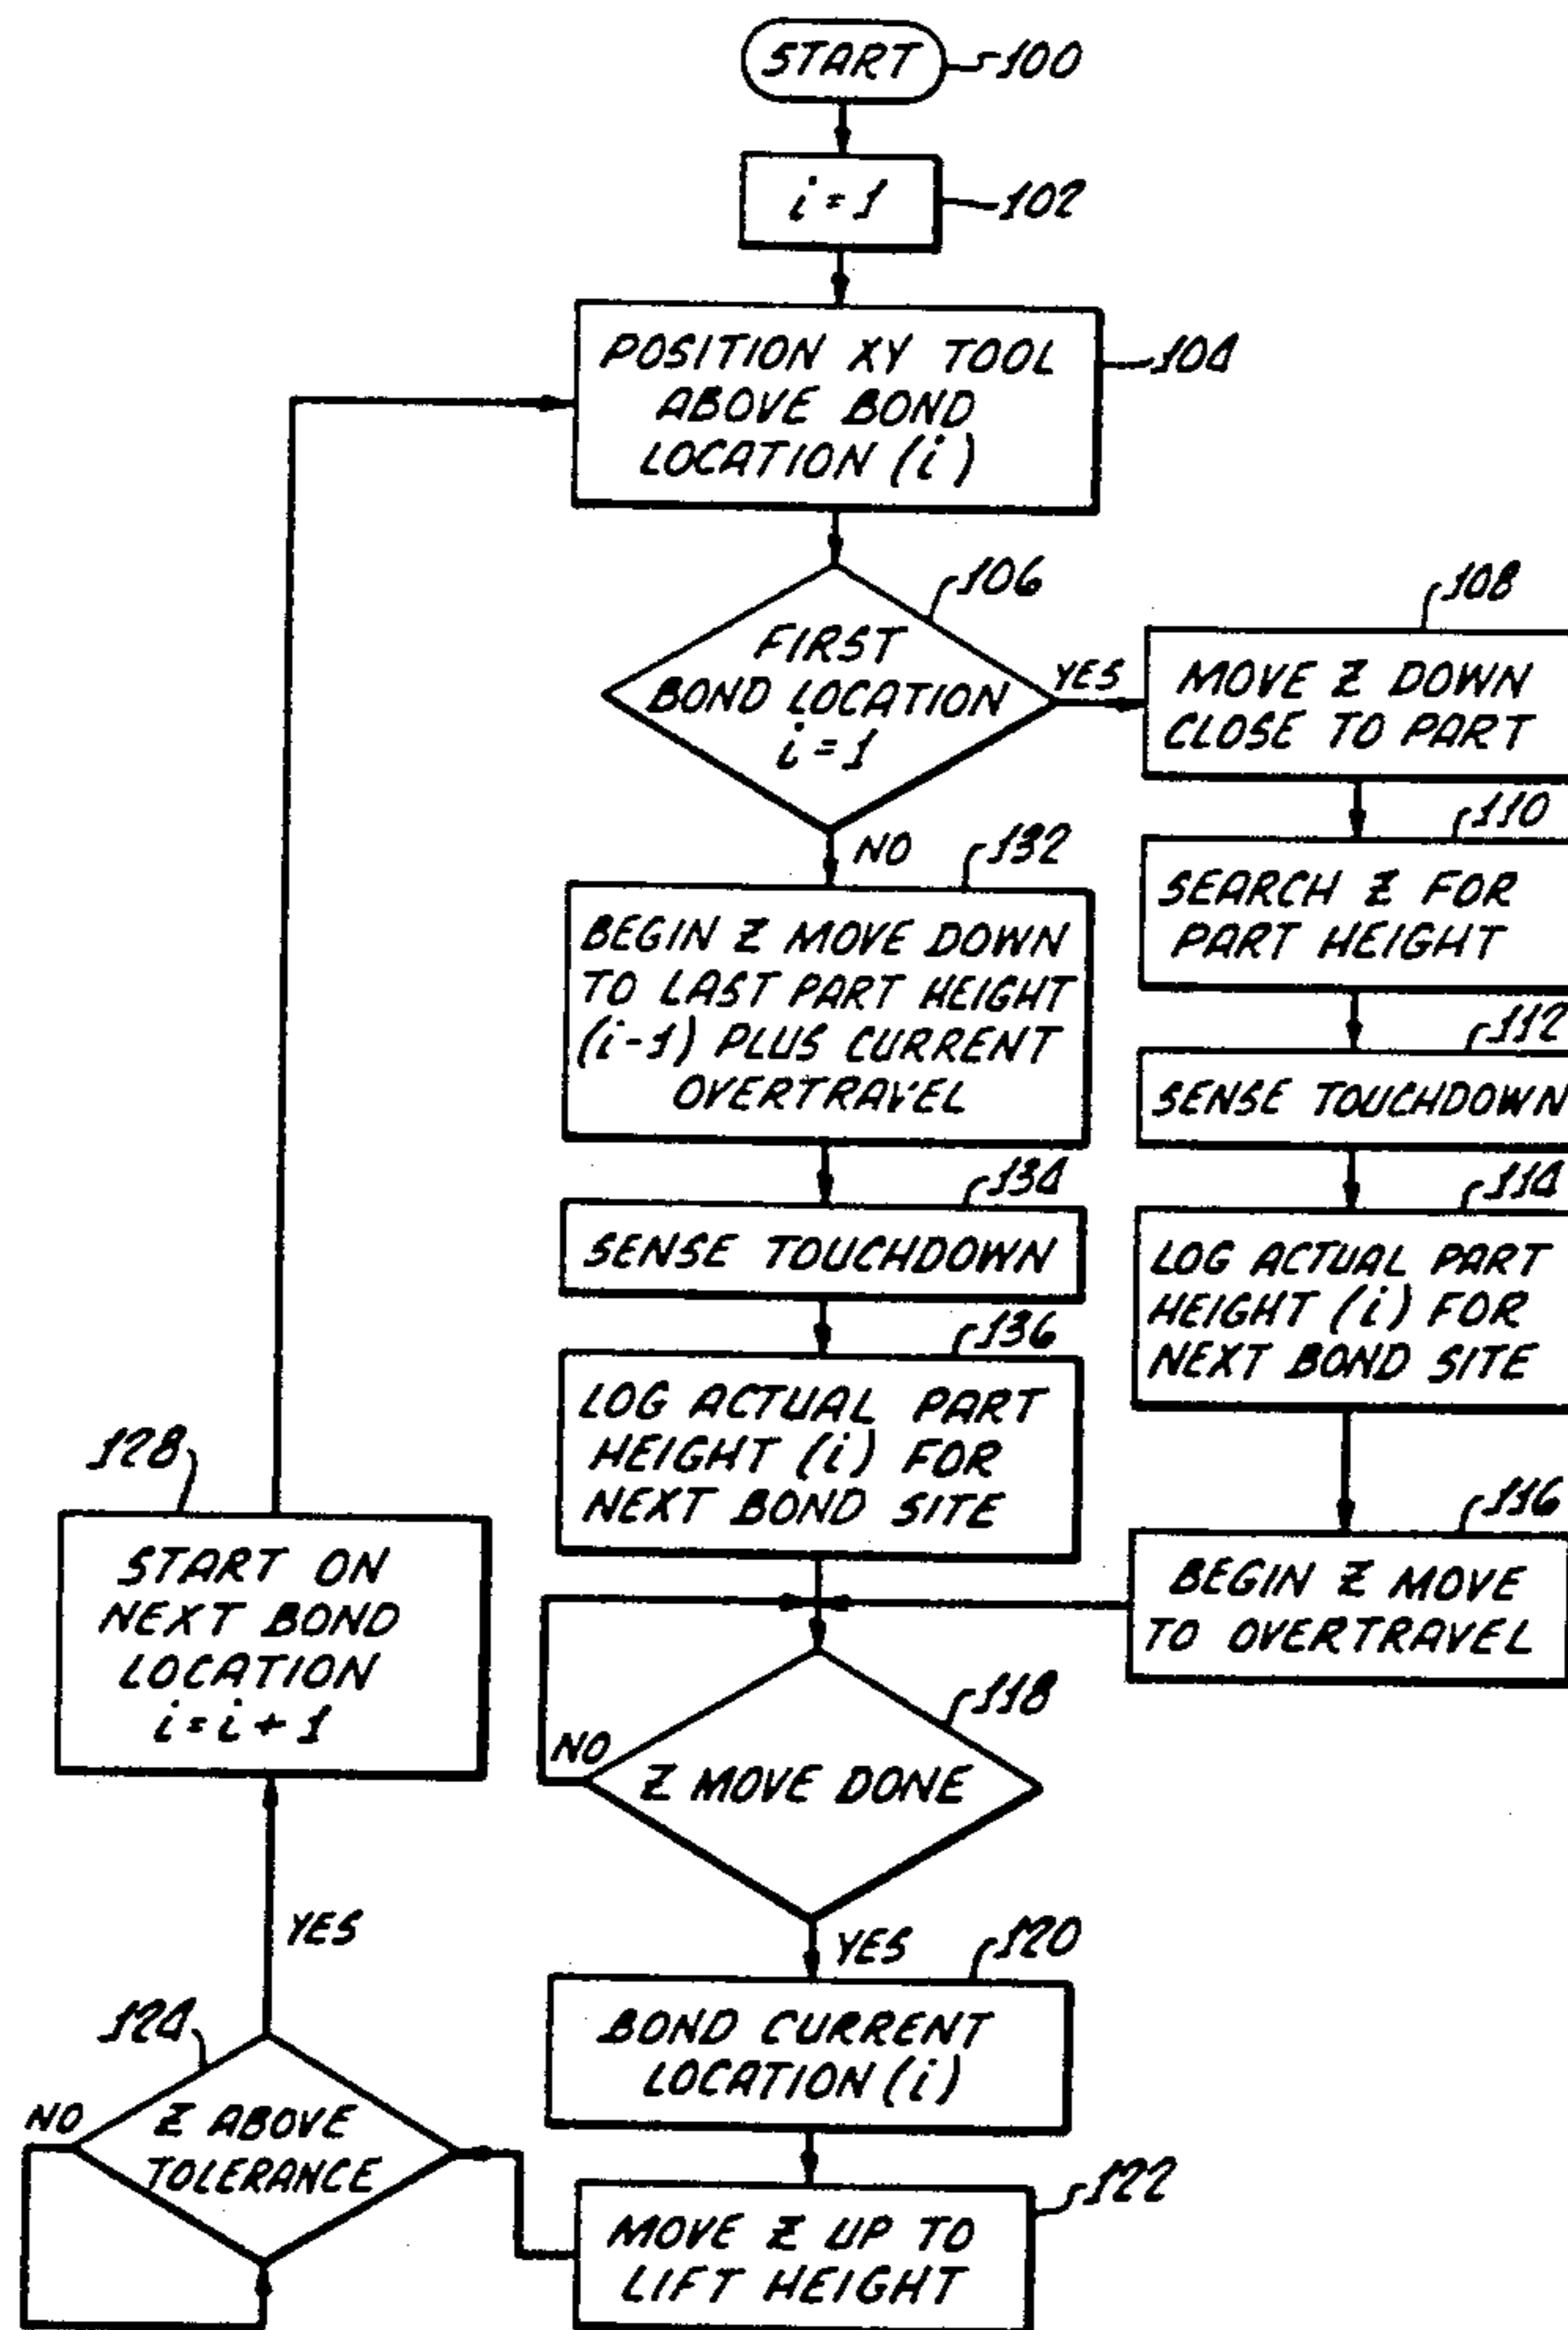 START
100
i = 1
102
POSITION XY TOOL
ABOVE BOND
LOCATION (i)
104
106
FIRST
BOND LOCATION
i = 1
YES
NO
108
MOVE Z DOWN
CLOSE TO PART
110
SEARCH Z FOR
PART HEIGHT
112
SENSE TOUCHDOWN
114
LOG ACTUAL PART
HEIGHT (i) FOR
NEXT BOND SITE
116
BEGIN Z MOVE
TO OVERTRAVEL
132
BEGIN Z MOVE DOWN
TO LAST PART HEIGHT
(i-1) PLUS CURRENT
OVERTRAVEL
134
SENSE TOUCHDOWN
136
LOG ACTUAL PART
HEIGHT (i) FOR
NEXT BOND SITE
118
Z MOVE DONE
NO
YES
120
BOND CURRENT
LOCATION (i)
122
MOVE Z UP TO
LIFT HEIGHT
124
Z ABOVE
TOLERANCE
NO
YES
128
START ON
NEXT BOND
LOCATION
i = i + 1